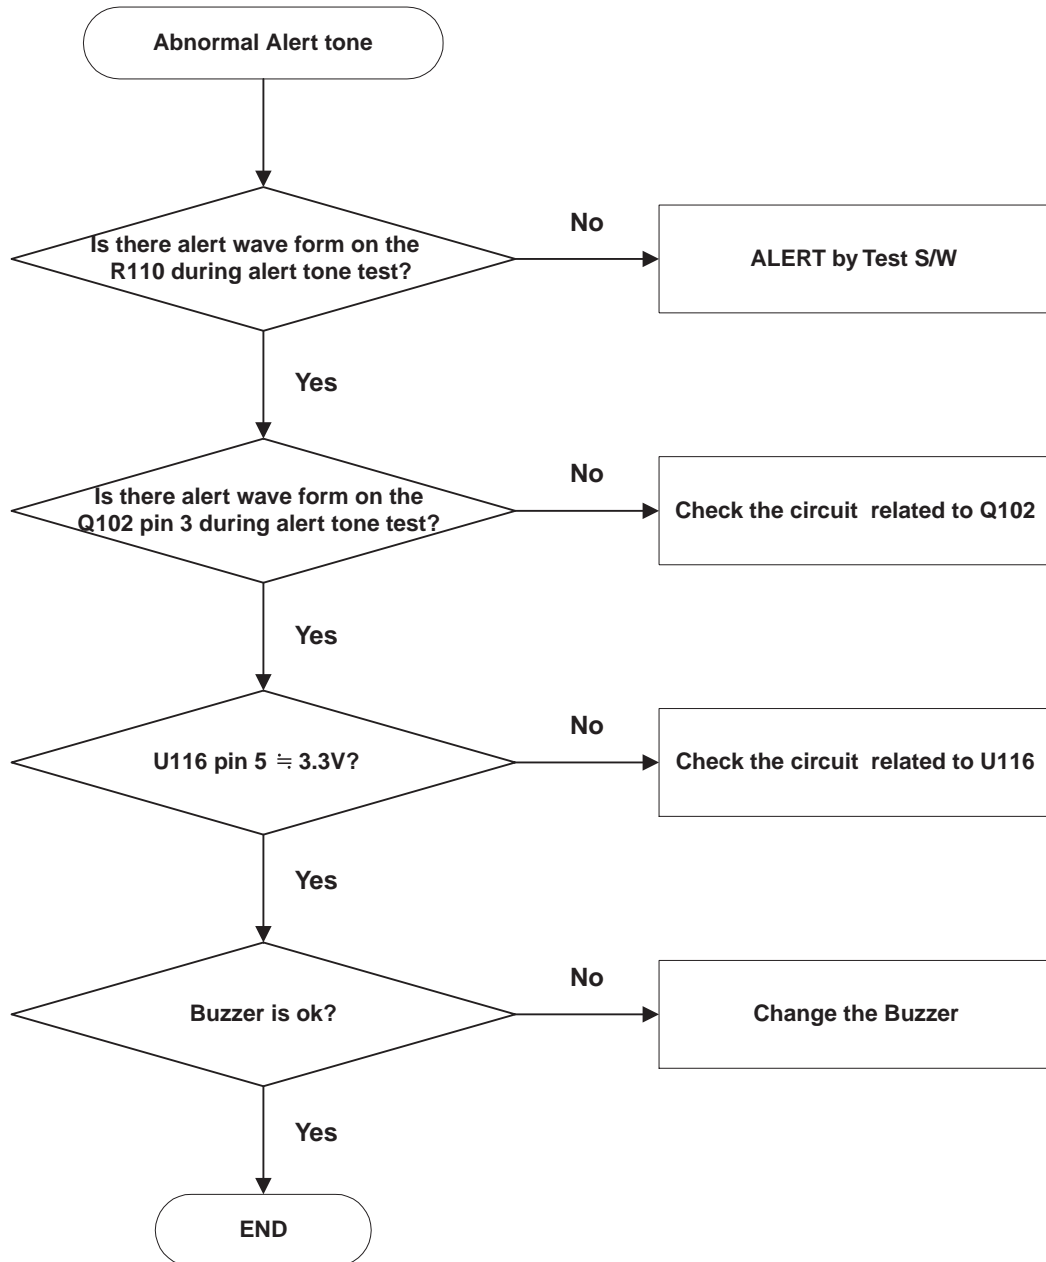 Abnormal Alert tone
Is there alert wave form on the
R110 during alert tone test?
No
ALERT by Test S/W
Yes
Is there alert wave form on the
Q102 pin 3 during alert tone test?
No
Check the circuit related to Q102
Yes
U116 pin 5 ≒ 3.3V?
No
Check the circuit related to U116
Yes
Buzzer is ok?
No
Change the Buzzer
Yes
END